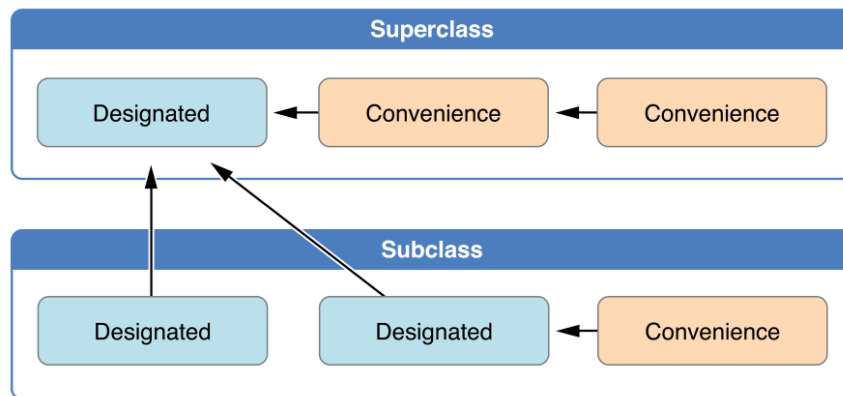 Superclass
Designated
Convenience
Convenience
Subclass
Designated
Designated
Convenience